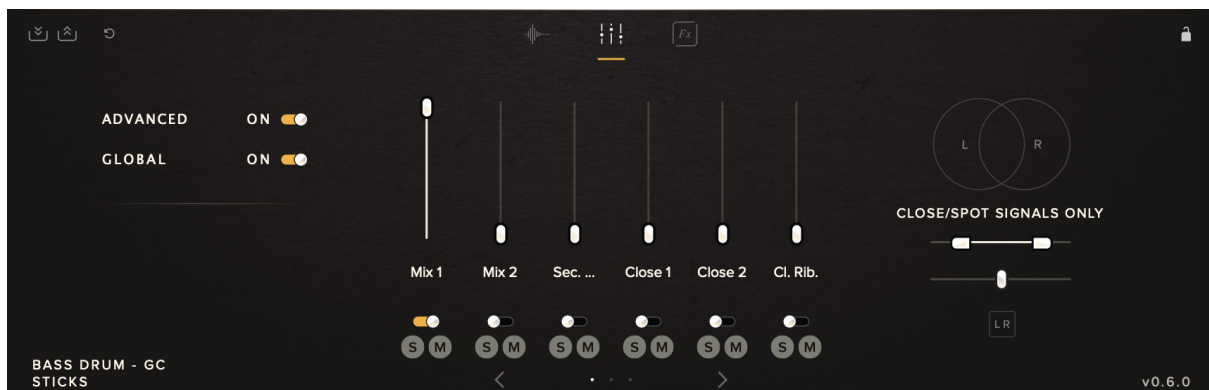 Fx
ADVANCED ON
GLOBAL ON
L R
CLOSE/SPOT SIGNALS ONLY
Mix 1 Mix 2 Sec. ... Close 1 Close 2 Cl. Rib.
LR
S M S M S M S M S M S M
BASS DRUM - GC
STICKS
v0.6.0